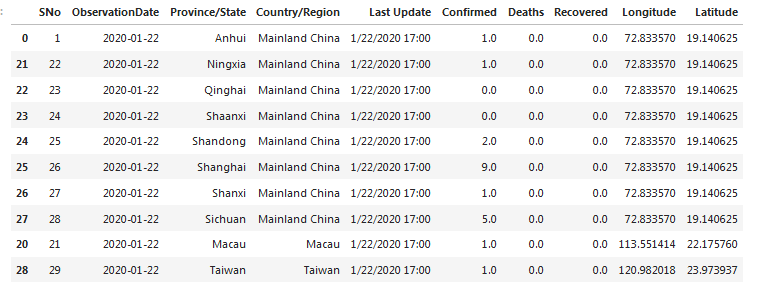 SNo ObservationDate Province/State Country/Region Last Update Confirmed Deaths Recovered Longitude Latitude
0 1 2020-01-22 Anhui Mainland China 1/22/2020 17:00 1.0 0.0 0.0 72.833570 19.140625
21 22 2020-01-22 Ningxia Mainland China 1/22/2020 17:00 1.0 0.0 0.0 72.833570 19.140625
22 23 2020-01-22 Qinghai Mainland China 1/22/2020 17:00 0.0 0.0 0.0 72.833570 19.140625
23 24 2020-01-22 Shaanxi Mainland China 1/22/2020 17:00 0.0 0.0 0.0 72.833570 19.140625
24 25 2020-01-22 Shandong Mainland China 1/22/2020 17:00 2.0 0.0 0.0 72.833570 19.140625
25 26 2020-01-22 Shanghai Mainland China 1/22/2020 17:00 9.0 0.0 0.0 72.833570 19.140625
26 27 2020-01-22 Shanxi Mainland China 1/22/2020 17:00 1.0 0.0 0.0 72.833570 19.140625
27 28 2020-01-22 Sichuan Mainland China 1/22/2020 17:00 5.0 0.0 0.0 72.833570 19.140625
20 21 2020-01-22 Macau Macau 1/22/2020 17:00 1.0 0.0 0.0 113.551414 22.175760
28 29 2020-01-22 Taiwan Taiwan 1/22/2020 17:00 1.0 0.0 0.0 120.982018 23.973937